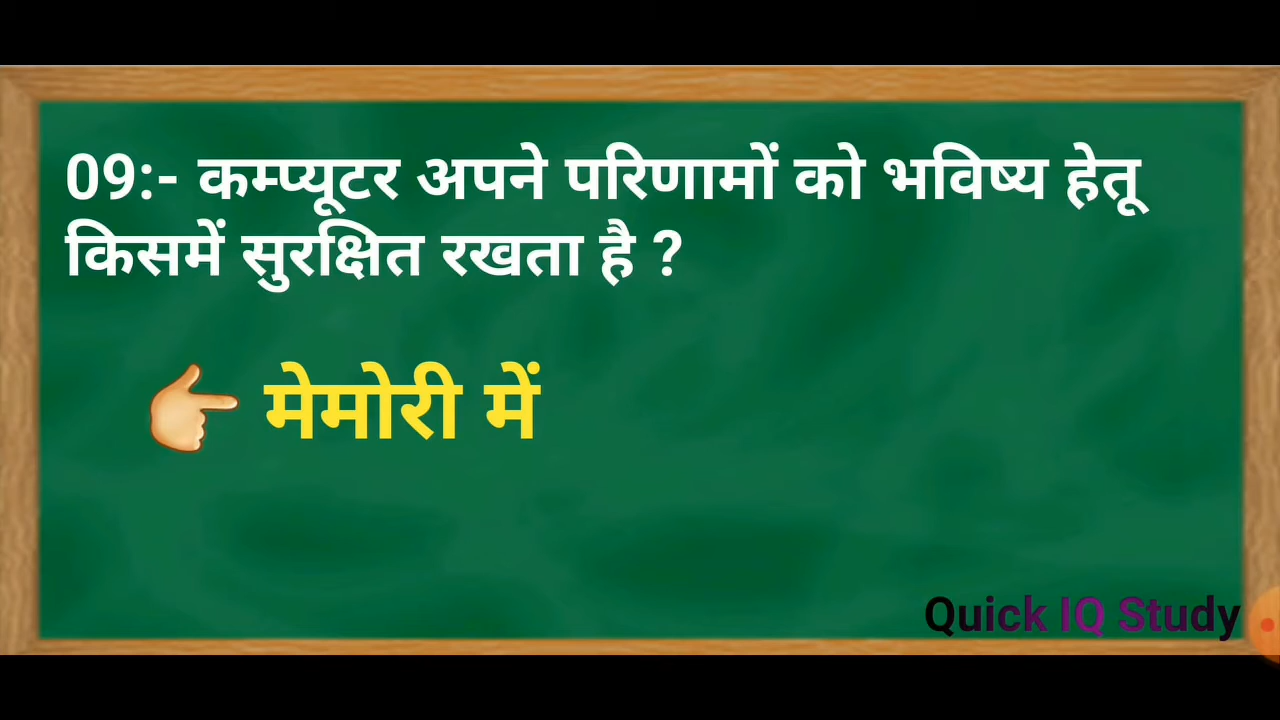 09:- कम्प्यूटर अपने परिणामों को भविष्य हेतू
किसमें सुरक्षित रखता है ?
मेमोरी में
Quick IQ Study